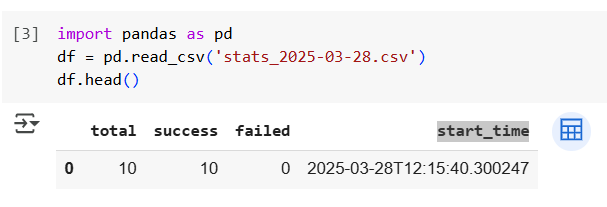 [3] import pandas as pd
df = pd.read_csv('stats_2025-03-28.csv')
df.head()
total success failed start_time
0 10 10 0 2025-03-28T12:15:40.300247